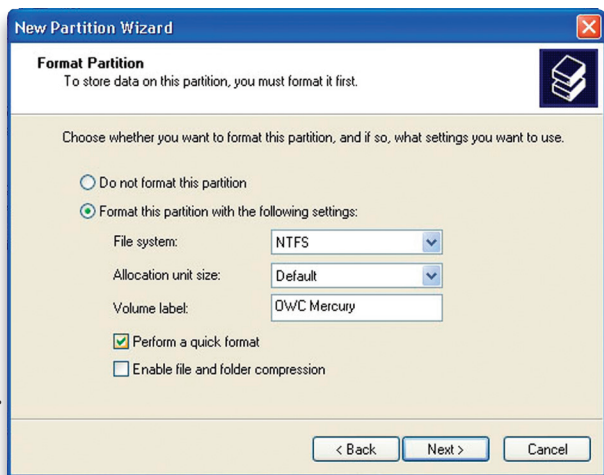 New Partition Wizard
Format Partition
To store data on this partition, you must format it first.
Choose whether you want to format this partition, and if so, what settings you want to use.
Do not format this partition
Format this partition with the following settings:
File system: NTFS
Allocation unit size: Default
Volume label: OWC Mercury
Perform a quick format
Enable file and folder compression
< Back Next > Cancel